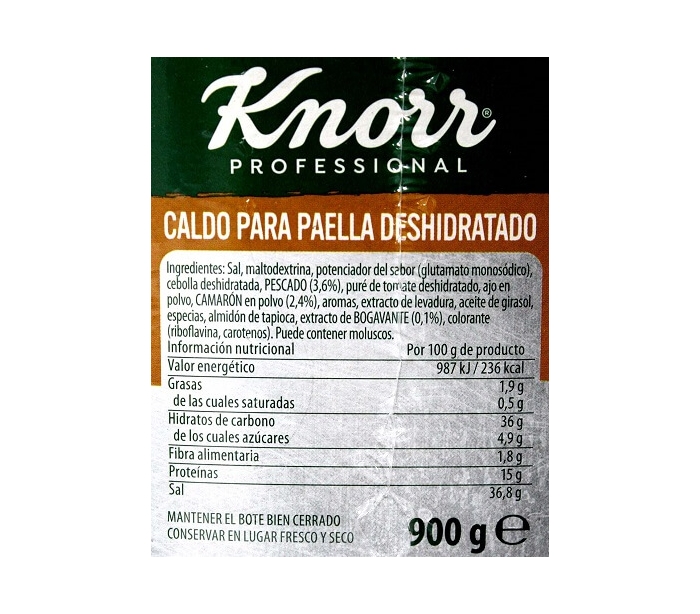 Knorr®
PROFESSIONAL
CALDO PARA PAELLA DESHIDRATADO
Ingredientes: Sal, maltodextrina, potenciador del sabor (glutamato monosódico),
cebolla deshidratada, PESCADO (3,6%), puré de tomate deshidratado, ajo en
polvo, CAMARÓN en polvo (2,4%), aromas, extracto de levadura, aceite de girasol,
especias, almidón de tapioca, extracto de BOGAVANTE (0,1%), colorante
(riboflavina, carotenos). Puede contener moluscos.
Información nutricional Por 100 g de producto
Valor energético 987 kJ / 236 kcal
Grasas 1,9 g
de las cuales saturadas 0,5 g
Hidratos de carbono 36 g
de los cuales azúcares 4,9 g
Fibra alimentaria 1,8 g
Proteínas 15 g
Sal 36,8 g
MANTENER EL BOTE BIEN CERRADO
CONSERVAR EN LUGAR FRESCO Y SECO
900 g ℮